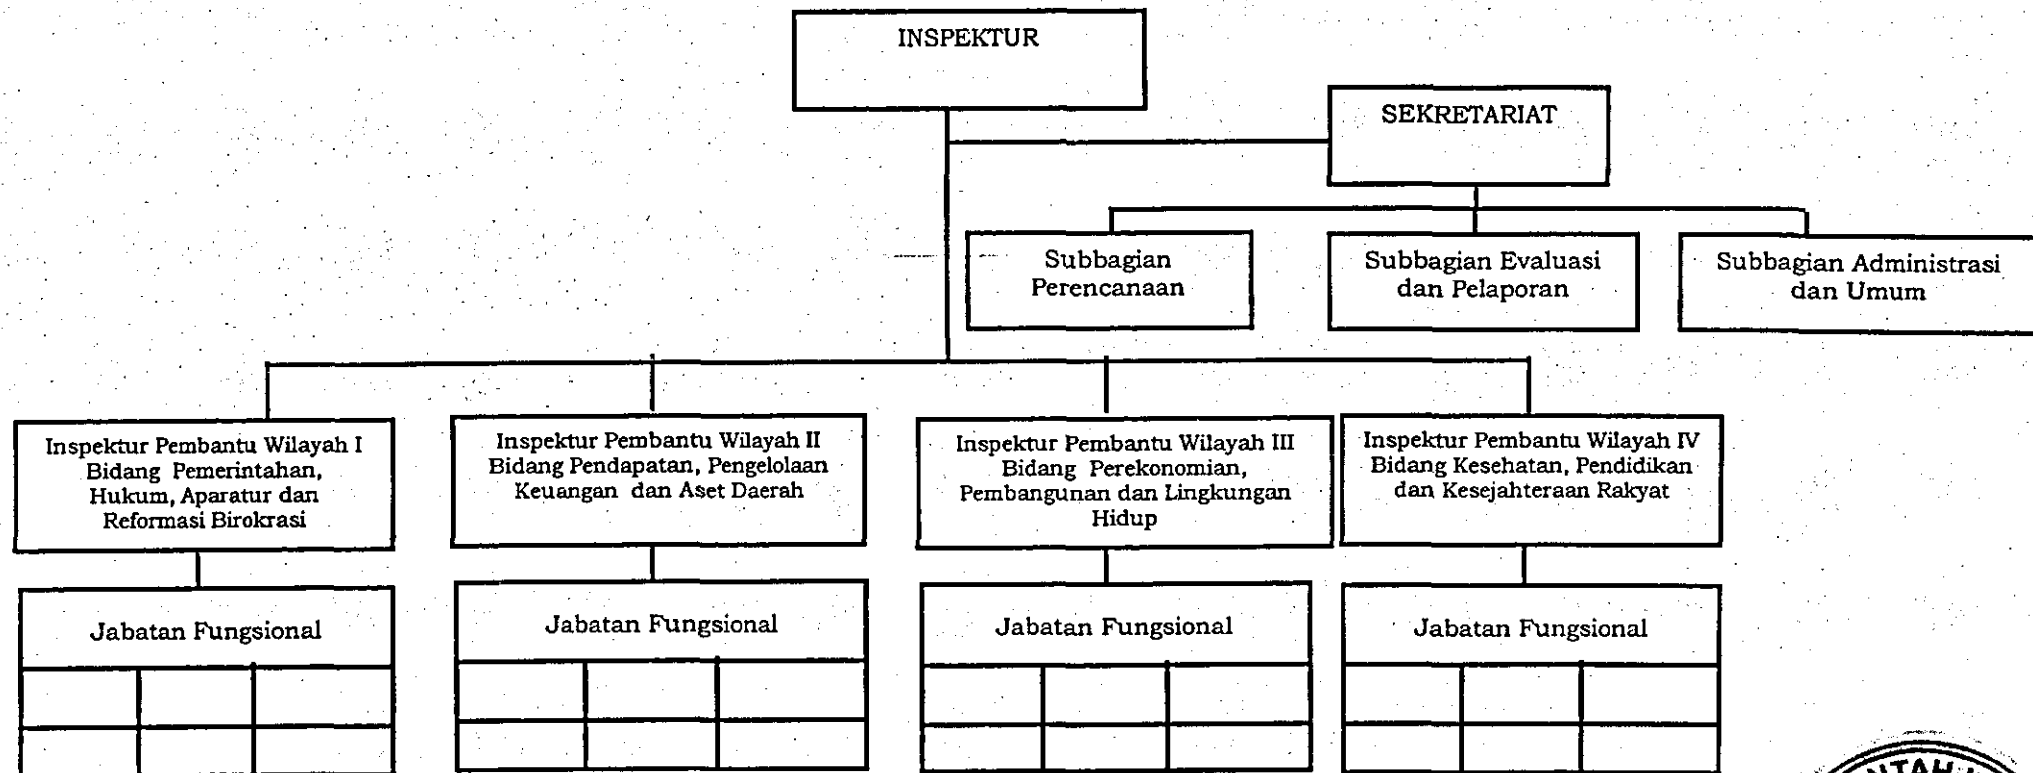 INSPEKTUR
SEKRETARIAT
Subbagian
Perencanaan
Subbagian Evaluasi
dan Pelaporan
Subbagian Administrasi
dan Umum
Inspektur Pembantu Wilayah I
Bidang Pemerintahan,
Hukum, Aparatur dan
Reformasi Birokrasi
Inspektur Pembantu Wilayah II
Bidang Pendapatan, Pengelolaan
Keuangan dan Aset Daerah
Inspektur Pembantu Wilayah III
Bidang Perekonomian,
Pembangunan dan Lingkungan
Hidup
Inspektur Pembantu Wilayah IV
Bidang Kesehatan, Pendidikan
dan Kesejahteraan Rakyat
Jabatan Fungsional
Jabatan Fungsional
Jabatan Fungsional
Jabatan Fungsional